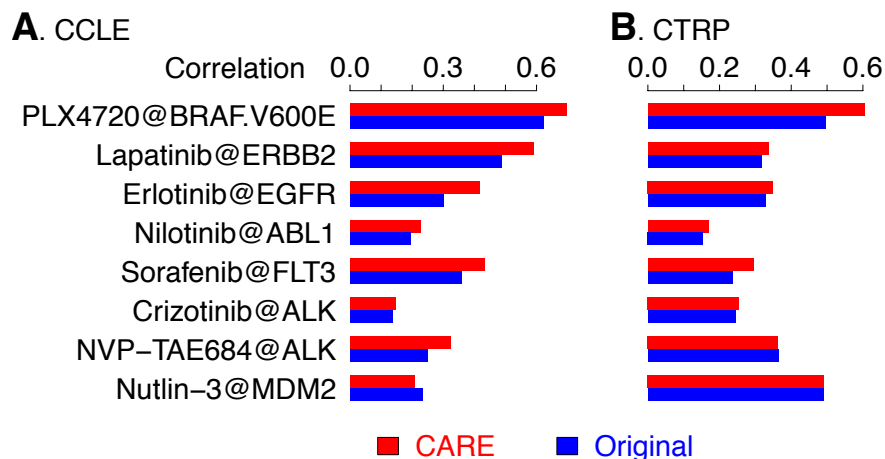 A. CCLE
B. CTRP
Correlation 0.0 0.3 0.6
0.0 0.2 0.4 0.6
PLX4720@BRAF.V600E
Lapatinib@ERBB2
Erlotinib@EGFR
Nilotinib@ABL1
Sorafenib@FLT3
Crizotinib@ALK
NVP−TAE684@ALK
Nutlin−3@MDM2
CARE Original